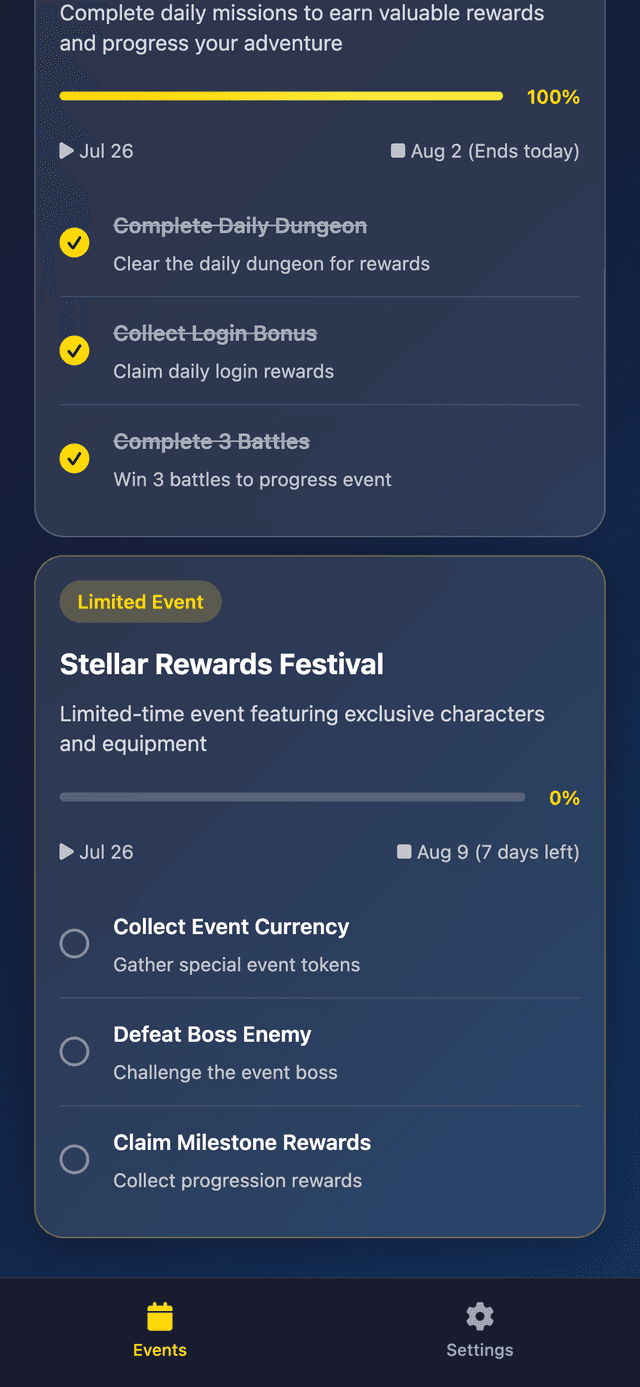 Complete daily missions to earn valuable rewards
and progress your adventure
100%
Jul 26
Aug 2 (Ends today)
Complete Daily Dungeon
Clear the daily dungeon for rewards
Collect Login Bonus
Claim daily login rewards
Complete 3 Battles
Win 3 battles to progress event
Limited Event
Stellar Rewards Festival
Limited-time event featuring exclusive characters
and equipment
0%
Jul 26
Aug 9 (7 days left)
Collect Event Currency
Gather special event tokens
Defeat Boss Enemy
Challenge the event boss
Claim Milestone Rewards
Collect progression rewards
Events
Settings